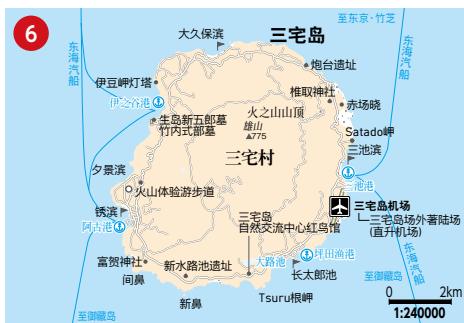 6
三宅岛
至东京·竹芝
东海汽船
东海汽船
大久保滨
炮台遗址
伊豆岬灯塔
椎取神社
赤场晓
伊之谷港
火之山山顶
雄山
▲775
生岛新五郎墓
竹内式部墓
Satado岬
三池滨
三宅村
夕景滨
三池港
火山体验游步道
三宅岛机场
锈滨
三宅岛
自然交流中心红鸟馆
三宅岛场外着陆场
(直升机场)
阿古港
坪田渔港
富贺神社
大路池
间鼻
新水路池遗址
长太郎池
东海汽船
新鼻
Tsuru根岬
至御藏岛
至御藏岛
0 2km
1:240000